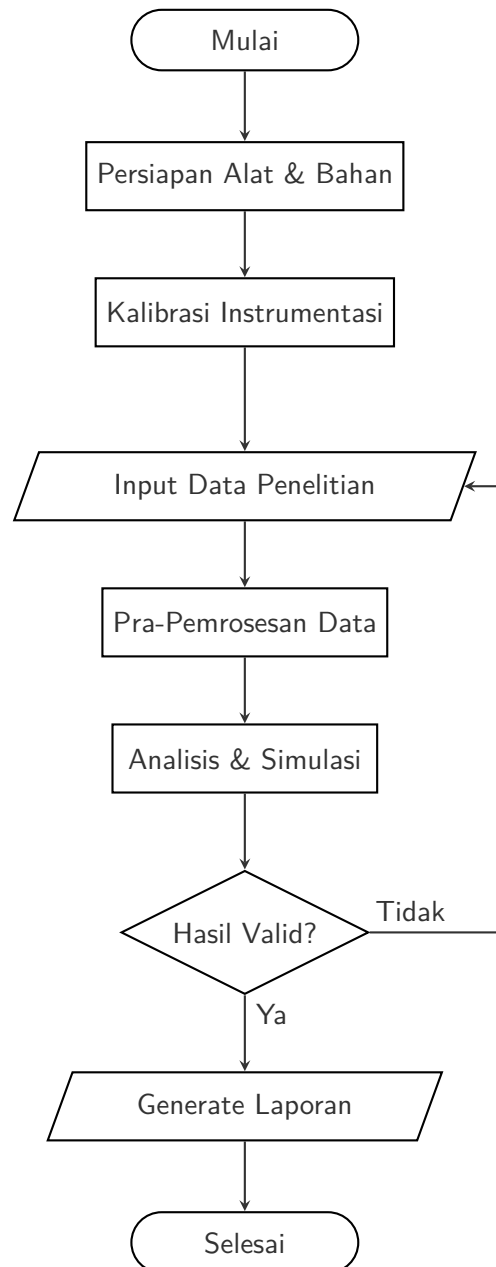 Mulai
Persiapan Alat & Bahan
Kalibrasi Instrumentasi
Input Data Penelitian
Pra-Pemrosesan Data
Analisis & Simulasi
Hasil Valid?
Tidak
Ya
Generate Laporan
Selesai